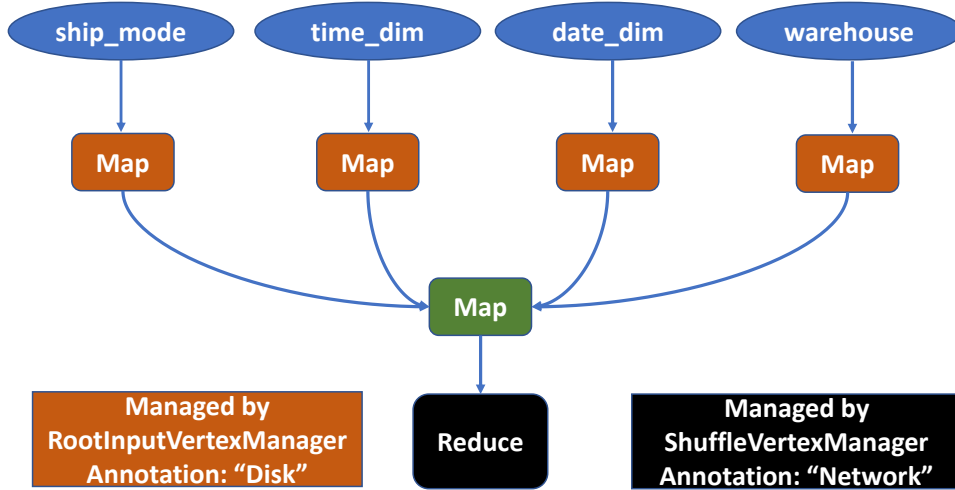 ship_mode
time_dim
date_dim
warehouse
Map
Map
Map
Map
Map
Managed by
RootInputVertexManager
Annotation: “Disk”
Reduce
Managed by
ShuffleVertexManager
Annotation: “Network”